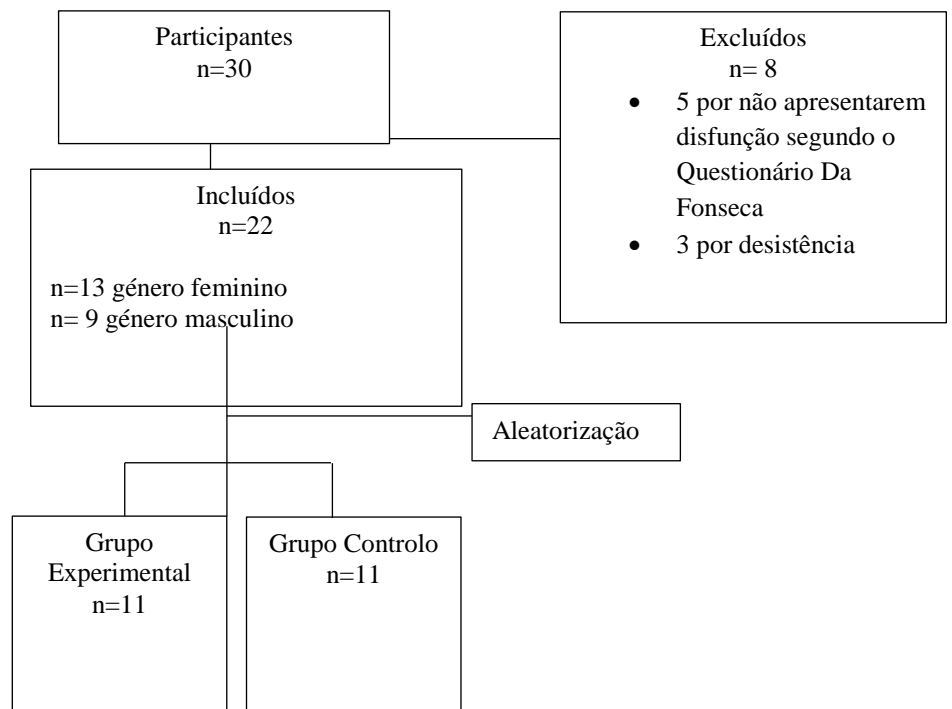 Participantes
n=30
Excluídos
n= 8
• 5 por não apresentarem
disfunção segundo o
Questionário Da
Fonseca
• 3 por desistência
Incluídos
n=22
n=13 género feminino
n= 9 género masculino
Aleatorização
Grupo
Experimental
n=11
Grupo Controlo
n=11